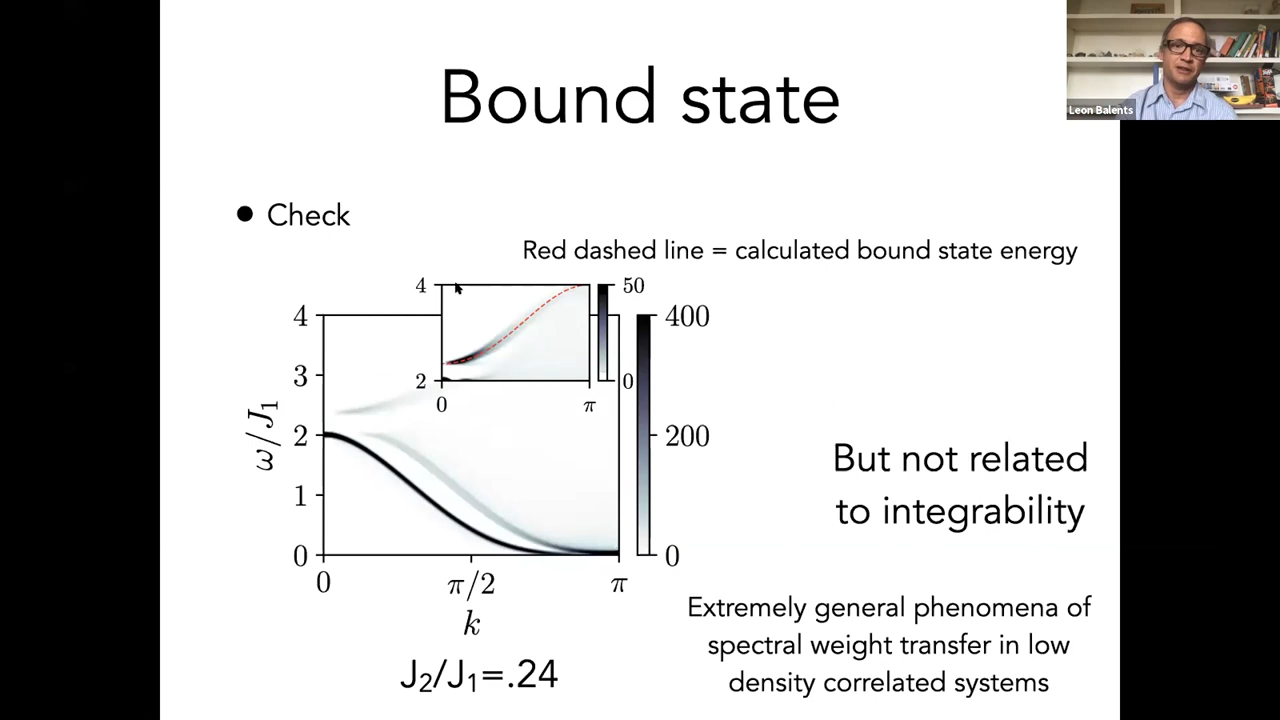 Bound state
Leon Balents
• Check
Red dashed line = calculated bound state energy
4
2
0
π
50
0
4
3
2
1
0
ω/J₁
0
π/2
π
k
400
200
0
J₂/J₁=.24
But not related
to integrability
Extremely general phenomena of
spectral weight transfer in low
density correlated systems